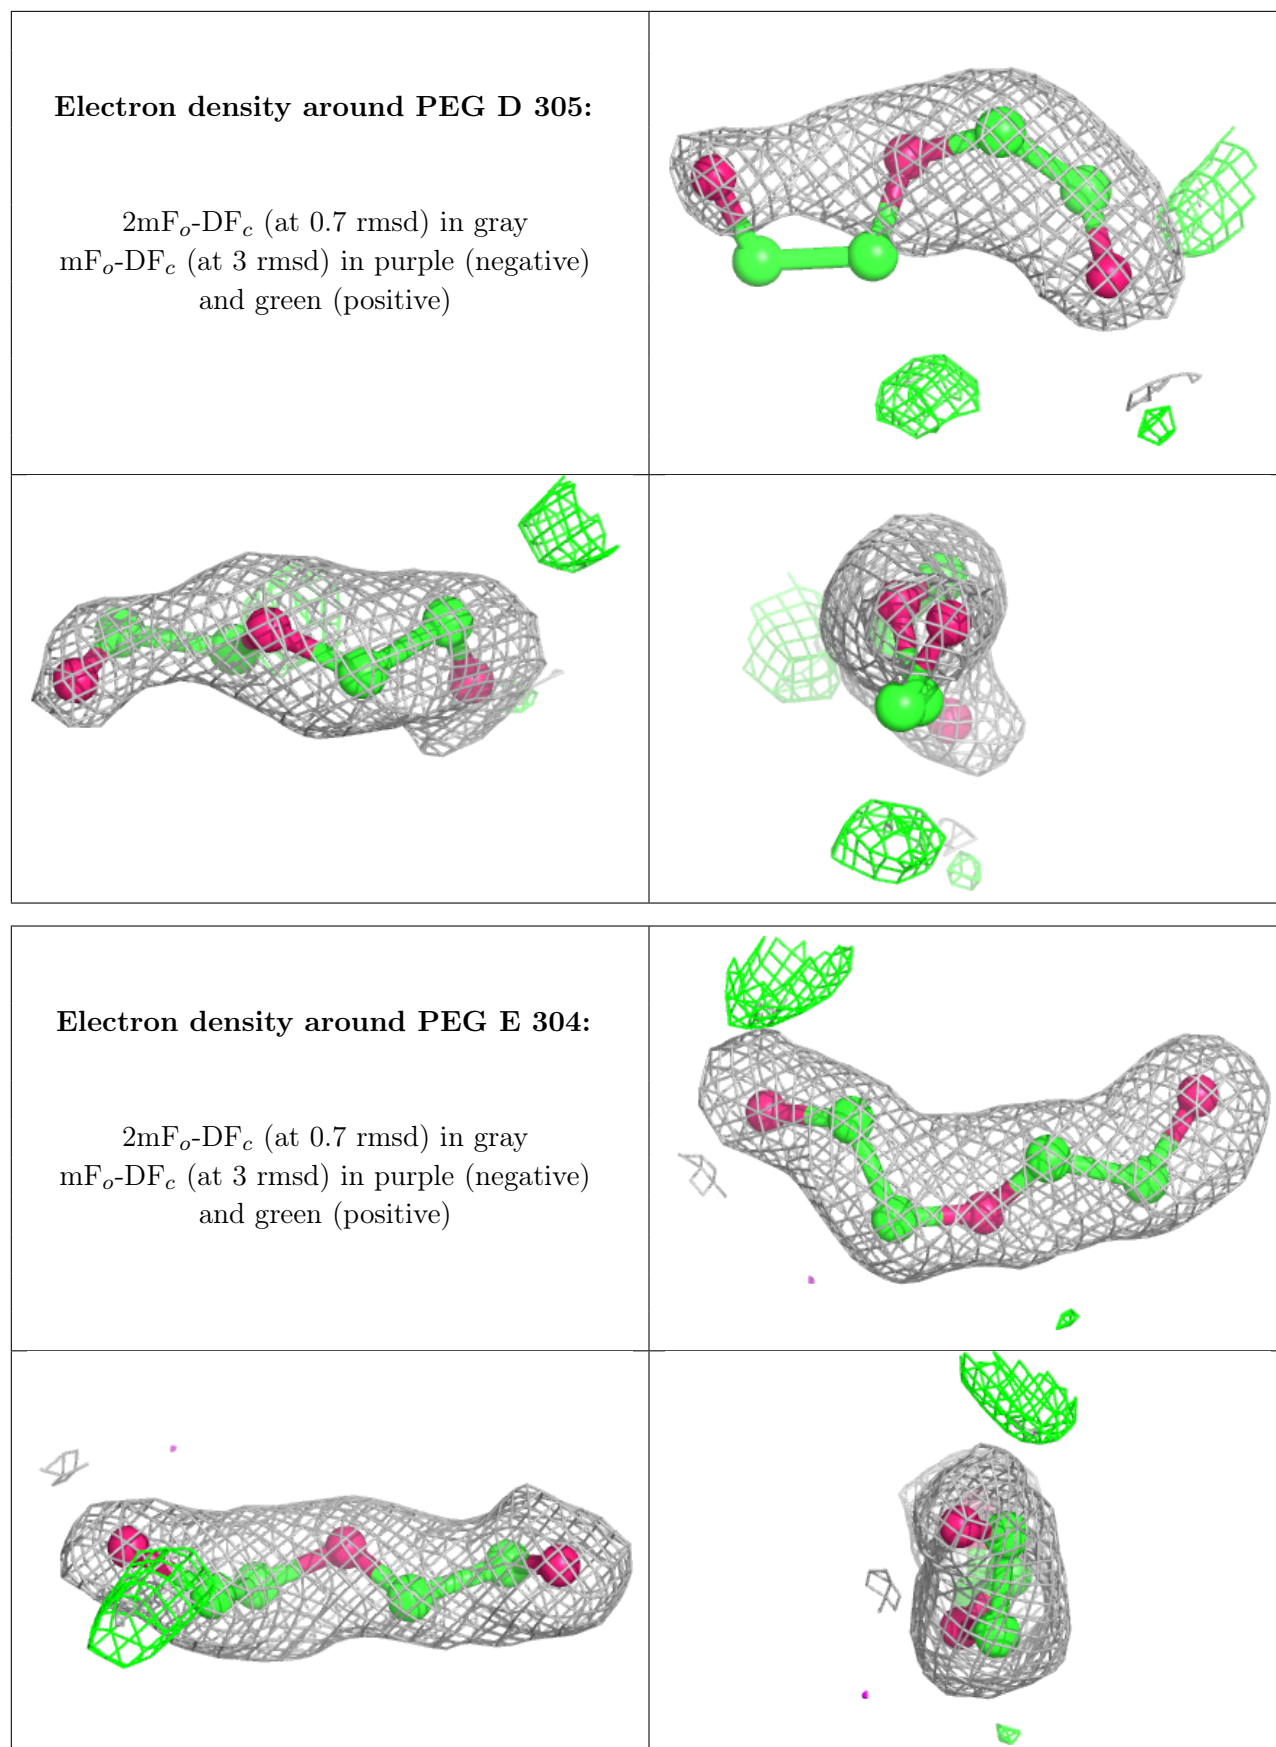 Electron density around PEG D 305:
2mFₒ-DF𝒸 (at 0.7 rmsd) in gray
mFₒ-DF𝒸 (at 3 rmsd) in purple (negative)
and green (positive)
Electron density around PEG E 304:
2mFₒ-DF𝒸 (at 0.7 rmsd) in gray
mFₒ-DF𝒸 (at 3 rmsd) in purple (negative)
and green (positive)